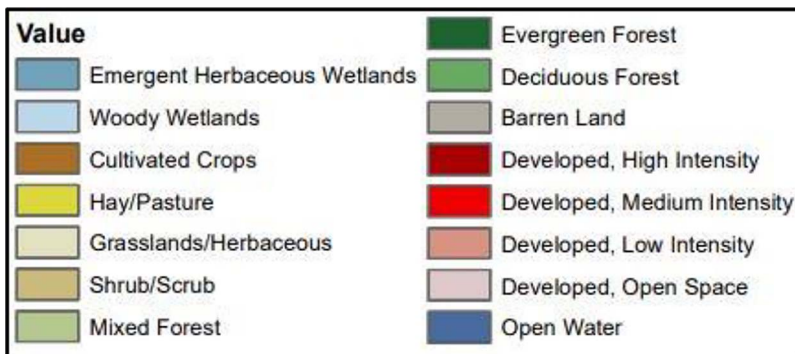 Value
Emergent Herbaceous Wetlands
Woody Wetlands
Cultivated Crops
Hay/Pasture
Grasslands/Herbaceous
Shrub/Scrub
Mixed Forest
Evergreen Forest
Deciduous Forest
Barren Land
Developed, High Intensity
Developed, Medium Intensity
Developed, Low Intensity
Developed, Open Space
Open Water